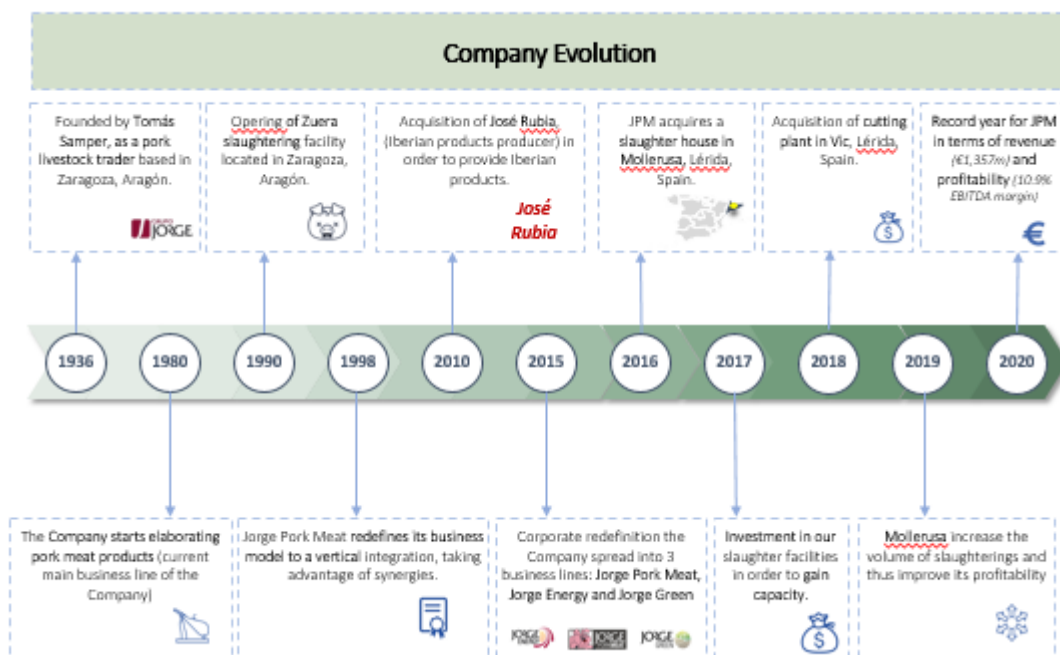 Company Evolution
Founded by Tomás
Samper, as a pork
livestock trader based in
Zaragoza, Aragón.
GRUPO
JORGE
Opering of Zuera
slaughtering facility
located in Zaragoza,
Aragón.
Acquisition of José Rubia,
(Iberian products producer) in
order to provide Iberian
products.
José
Rubia
JPM acquires a
slaughter house in
Mollerusa, Lérida,
Spain.
Acquisition of cutting
plant in Vic, Lérida,
Spain.
Record year for JPM
in terms of revenue
(€1,357m) and
profitability (10.9%
EBITDA margin)
€
1936
1980
1990
1998
2010
2015
2016
2017
2018
2019
2020
The Company starts elaborating
pork meat products (current
main business line of the
Company)
Jorge Pork Meat redefines its business
model to a vertical integration, taking
advantage of synergies.
Corporate redefinition the
Company spread into 3
business lines: Jorge Pork Meat,
Jorge Energy and Jorge Green
JORGE
ENERGY
JORGE
JORGE
GREEN
Investment in our
slaughter facilities
in order to gain
capacity.
$
Mollerusa increase the
volume of slaughterings and
thus improve its profitability